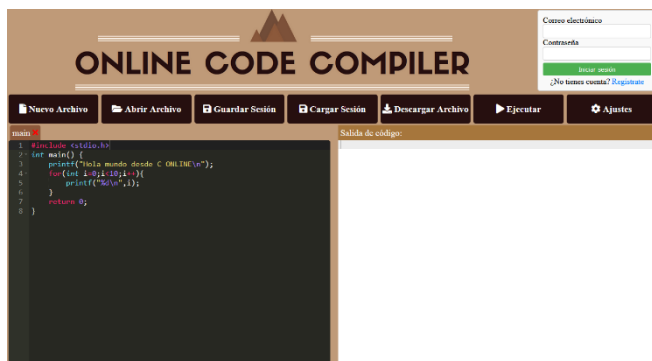 Correo electrónico
Contraseña
Iniciar sesión
¿No tienes cuenta? Registrate
ONLINE CODE COMPILER
Nuevo Archivo
Abrir Archivo
Guardar Sesión
Cargar Sesión
Descargar Archivo
Ejecutar
Ajustes
main
Salida de código:
1 #include <stdio.h>
2 int main() {
3 printf("Hola mundo desde C ONLINE\n");
4 for(int i=0;i<10;i++){
5 printf("%d\n",i);
6 }
7 return 0;
8 }